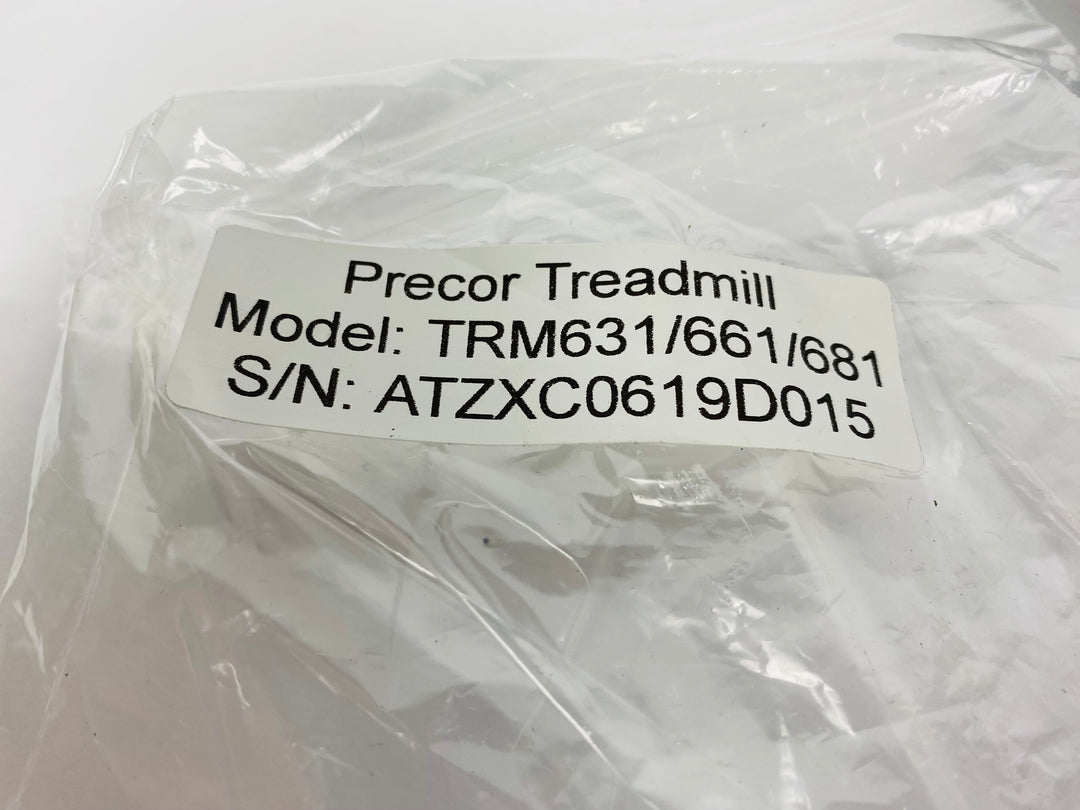 Precor Treadmill
Model: TRM631/661/681
S/N: ATZXC0619D015